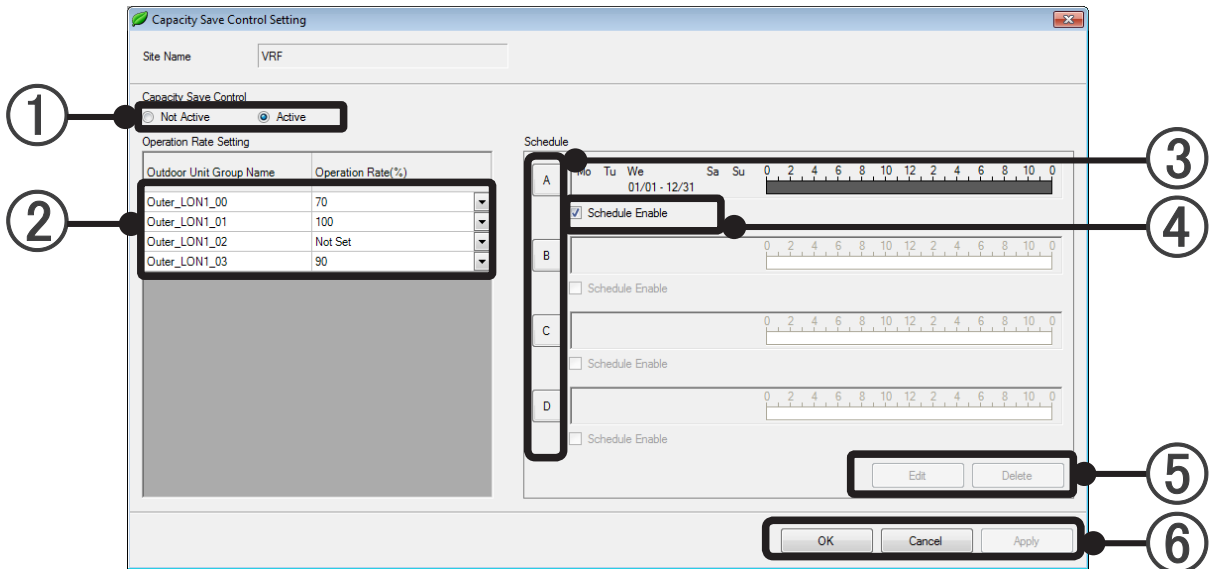 Capacity Save Control Setting
Site Name VRF
Capacity Save Control
Not Active Active
Operation Rate Setting
Outdoor Unit Group Name Operation Rate(%)
Outer_LON1_00 70
Outer_LON1_01 100
Outer_LON1_02 Not Set
Outer_LON1_03 90
Schedule
A Mo Tu We Sa Su 0 2 4 6 8 10 12 2 4 6 8 10 0
01/01 - 12/31
Schedule Enable
B 0 2 4 6 8 10 12 2 4 6 8 10 0
Schedule Enable
C 0 2 4 6 8 10 12 2 4 6 8 10 0
Schedule Enable
D 0 2 4 6 8 10 12 2 4 6 8 10 0
Schedule Enable
Edit Delete
OK Cancel Apply
1
2
3
4
5
6